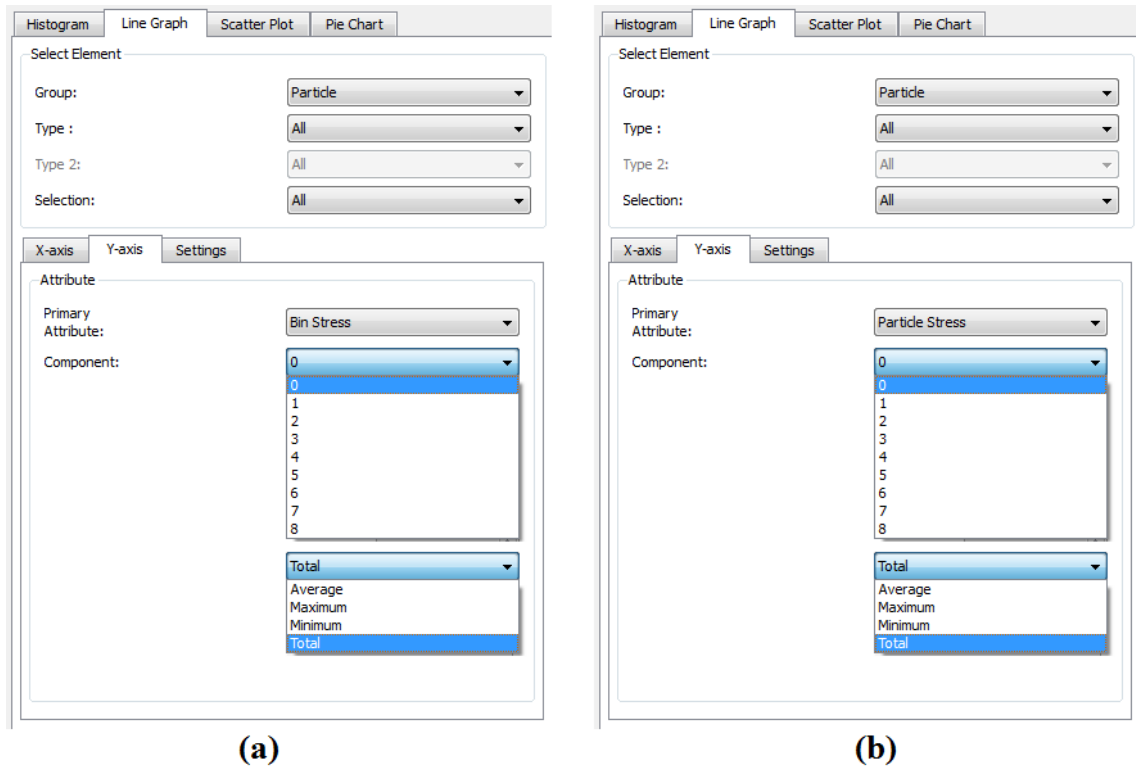 Histogram Line Graph Scatter Plot Pie Chart
Select Element
Group: Particle
Type : All
Type 2: All
Selection: All
X-axis Y-axis Settings
Attribute
Primary
Attribute: Bin Stress
Component: 0
0
1
2
3
4
5
6
7
8
Total
Average
Maximum
Minimum
Total
(a)
Histogram Line Graph Scatter Plot Pie Chart
Select Element
Group: Particle
Type : All
Type 2: All
Selection: All
X-axis Y-axis Settings
Attribute
Primary
Attribute: Particle Stress
Component: 0
0
1
2
3
4
5
6
7
8
Total
Average
Maximum
Minimum
Total
(b)